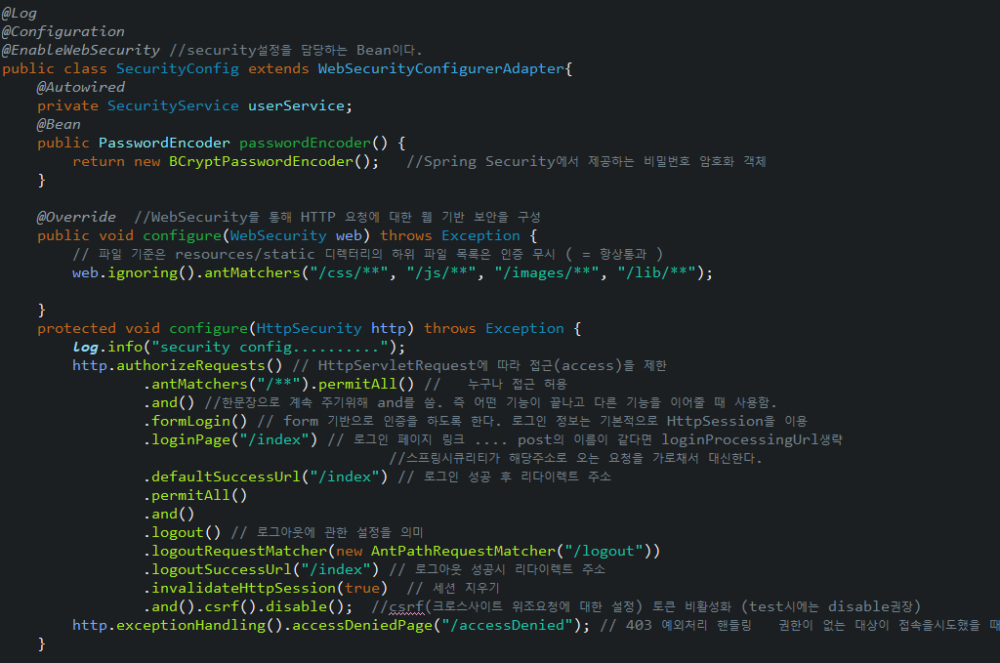 @Log
@Configuration
@EnableWebSecurity //security설정을 담당하는 Bean이다.
public class SecurityConfig extends WebSecurityConfigurerAdapter{
@Autowired
private SecurityService userService;
@Bean
public PasswordEncoder passwordEncoder() {
return new BCryptPasswordEncoder(); //Spring Security에서 제공하는 비밀번호 암호화 객체
}
@Override //WebSecurity를 통해 HTTP 요청에 대한 웹 기반 보안을 구성
public void configure(WebSecurity web) throws Exception {
// 파일 기준은 resources/static 디렉터리의 하위 파일 목록은 인증 무시 ( = 항상통과 )
web.ignoring().antMatchers("/css/**", "/js/**", "/images/**", "/lib/**");
}
protected void configure(HttpSecurity http) throws Exception {
log.info("security config..........");
http.authorizeRequests() // HttpServletRequest에 따라 접근(access)을 제한
.antMatchers("/**").permitAll() // 누구나 접근 허용
.and() //한문장으로 계속 주기위해 and를 씀. 즉 어떤 기능이 끝나고 다른 기능을 이어줄 때 사용함.
.formLogin() // form 기반으로 인증을 하도록 한다. 로그인 정보는 기본적으로 HttpSession을 이용
.loginPage("/index") // 로그인 페이지 링크 .... post의 이름이 같다면 loginProcessingUrl생략
//스프링시큐리티가 해당주소로 오는 요청을 가로채서 대신한다.
.defaultSuccessUrl("/index") // 로그인 성공 후 리다이렉트 주소
.permitAll()
.and()
.logout() // 로그아웃에 관한 설정을 의미
.logoutRequestMatcher(new AntPathRequestMatcher("/logout"))
.logoutSuccessUrl("/index") // 로그아웃 성공시 리다이렉트 주소
.invalidateHttpSession(true) // 세션 지우기
.and().csrf().disable(); //csrf(크로스사이트 위조요청에 대한 설정) 토큰 비활성화 (test시에는 disable권장)
http.exceptionHandling().accessDeniedPage("/accessDenied"); // 403 예외처리 핸들링 권한이 없는 대상이 접속을시도했을 때
}